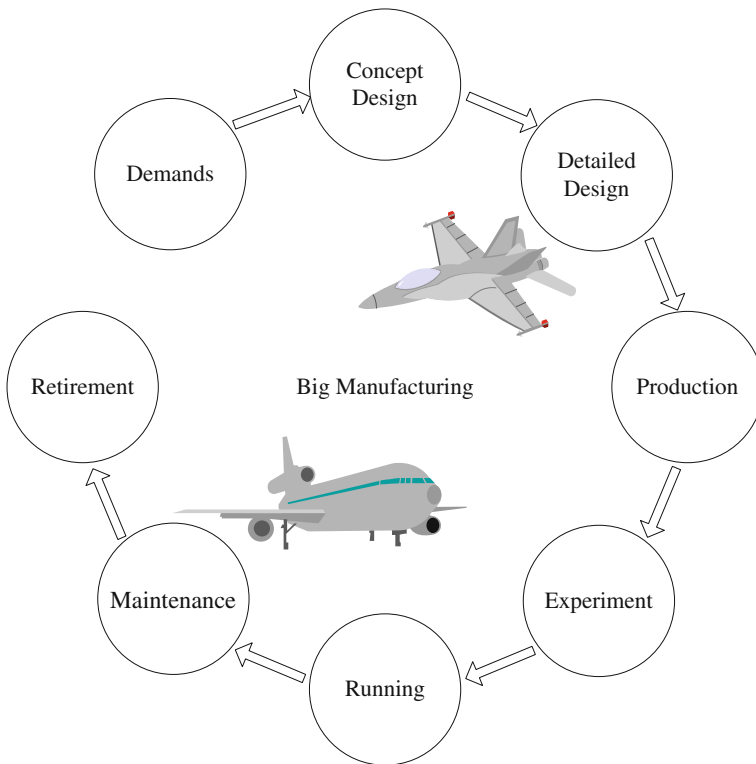 Concept
Design
Demands
Detailed
Design
Retirement
Big Manufacturing
Production
Maintenance
Experiment
Running